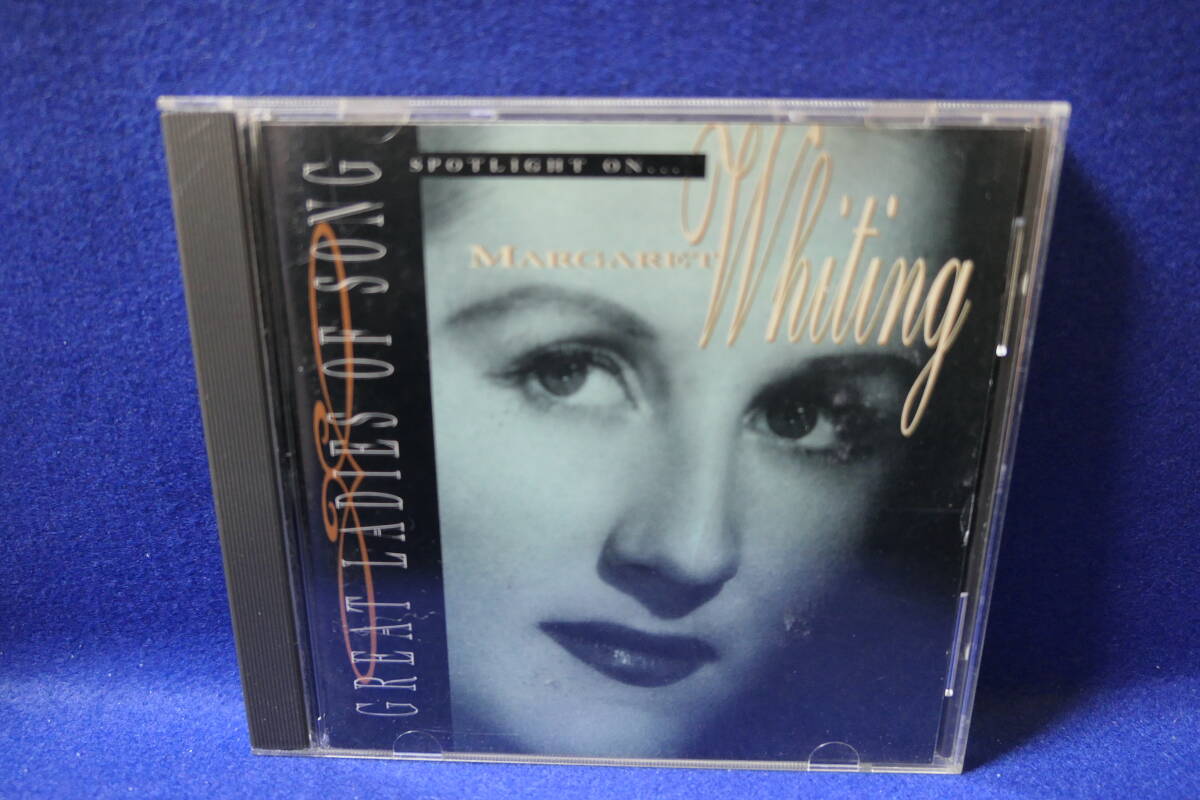 SPOTLIGHT ON....
MARGARET
Whiting
GREAT LADIES OF SONG